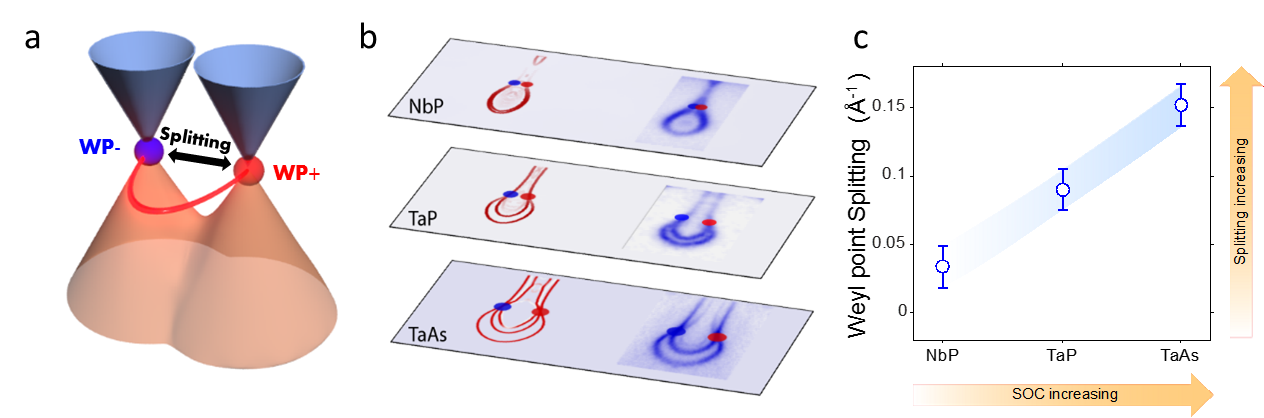 a
Splitting
WP-
WP+
b
NbP
TaP
TaAs
c
Weyl point Splitting (Å⁻¹)
0.15
0.1
0.05
0
NbP TaP TaAs
SOC increasing
Splitting increasing